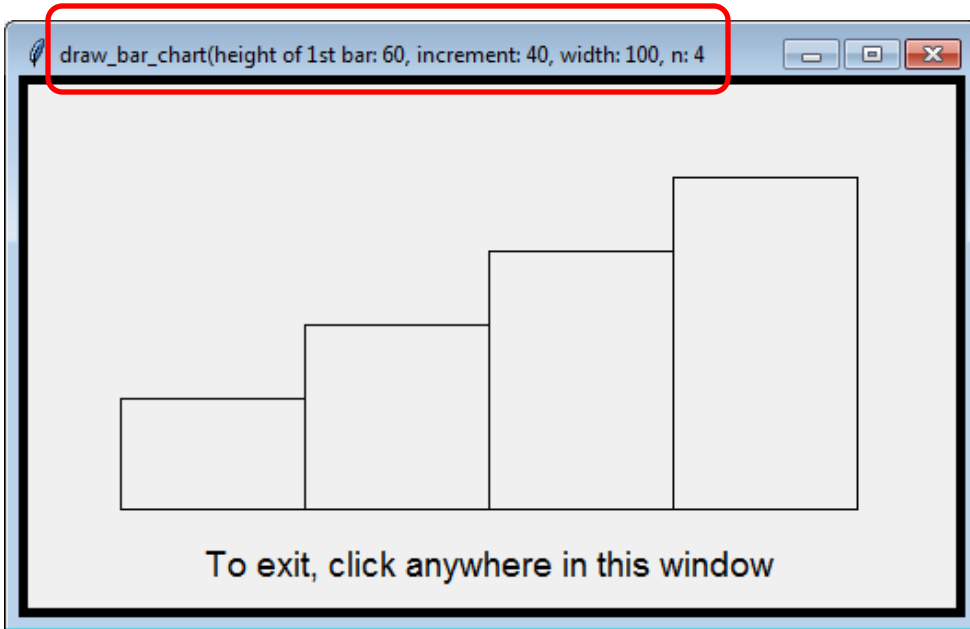 draw_bar_chart(height of 1st bar: 60, increment: 40, width: 100, n: 4
To exit, click anywhere in this window